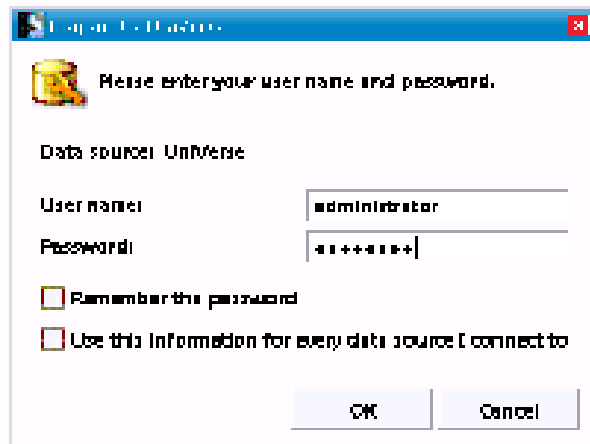 Please enter your user name and password.
Data source: UniVerse
User name:
administrator
Password:
********
Remember the password
Use this information for every data source I connect to
OK
Cancel